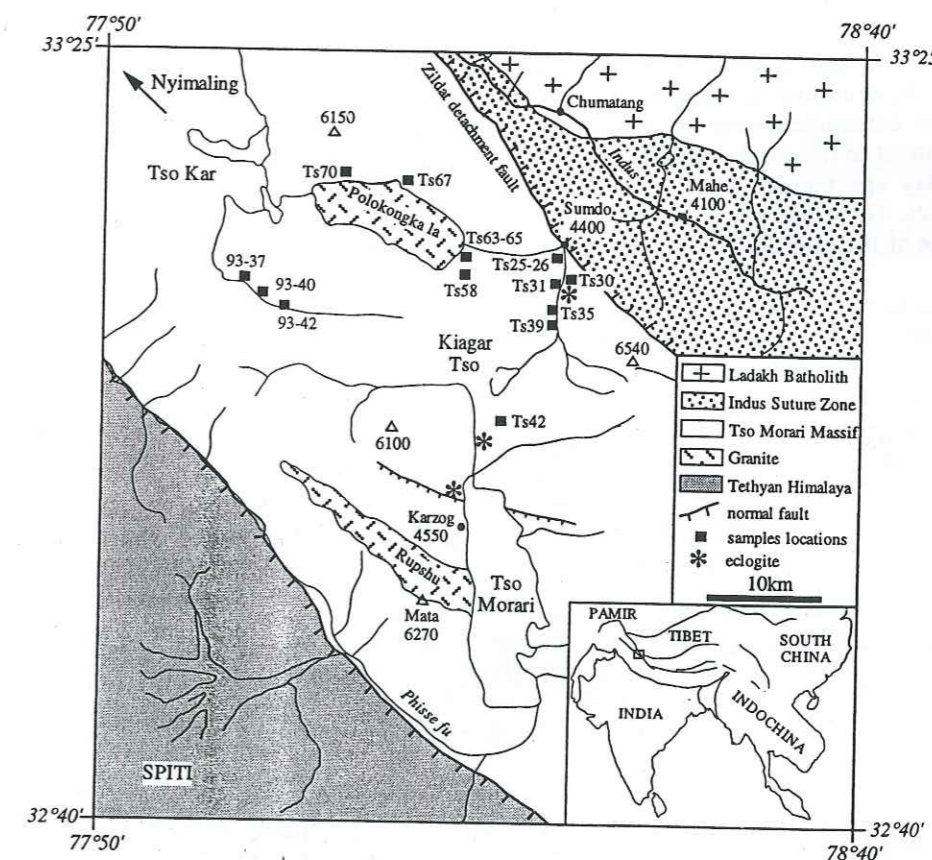 77°50'
78°40'
33°25'
33°25'
Nyimaling
6150
Zildat detachment fault
Chumatang
Indus
Tso Kar
Ts70
Ts67
Polokongka la
Mahe
4100
Sumdo
4400
Ts63-65
Ts25-26
Ts58
Ts31
Ts30
93-37
93-40
93-42
Ts35
Ts39
Kiagar
Tso
6540
Ts42
6100
Karzog
4550
Rupshu
Tso
Morari
Mata
6270
Phisse fu
SPITI
Ladakh Batholith
Indus Suture Zone
Tso Morari Massif
Granite
Tethyan Himalaya
normal fault
samples locations
eclogite
10km
PAMIR
TIBET
SOUTH
CHINA
INDIA
INDOCHINA
32°40'
32°40'
77°50'
78°40'